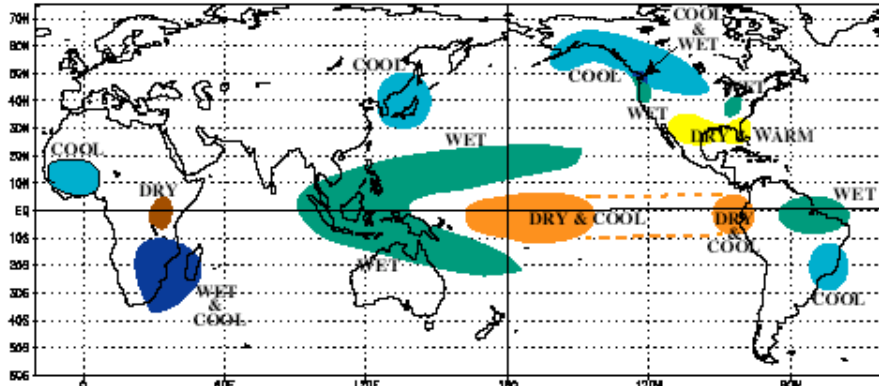 70N
60N
50N
40N
30N
20N
10N
EQ
10S
20S
30S
40S
50S
60S
COOL
DRY
WET
&
COOL
COOL
WET
WET
DRY & COOL
COOL
&
WET
COOL
WET
WET
DRY & WARM
DRY
&
COOL
WET
COOL
0
60E
120E
180
120W
60W